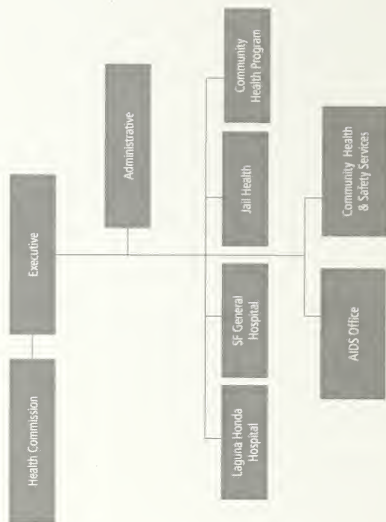 Health Commission
Executive
Administrative
Laguna Honda
Hospital
SF General
Hospital
Jail Health
Community
Health Program
AIDS Office
Community Health
& Safety Services